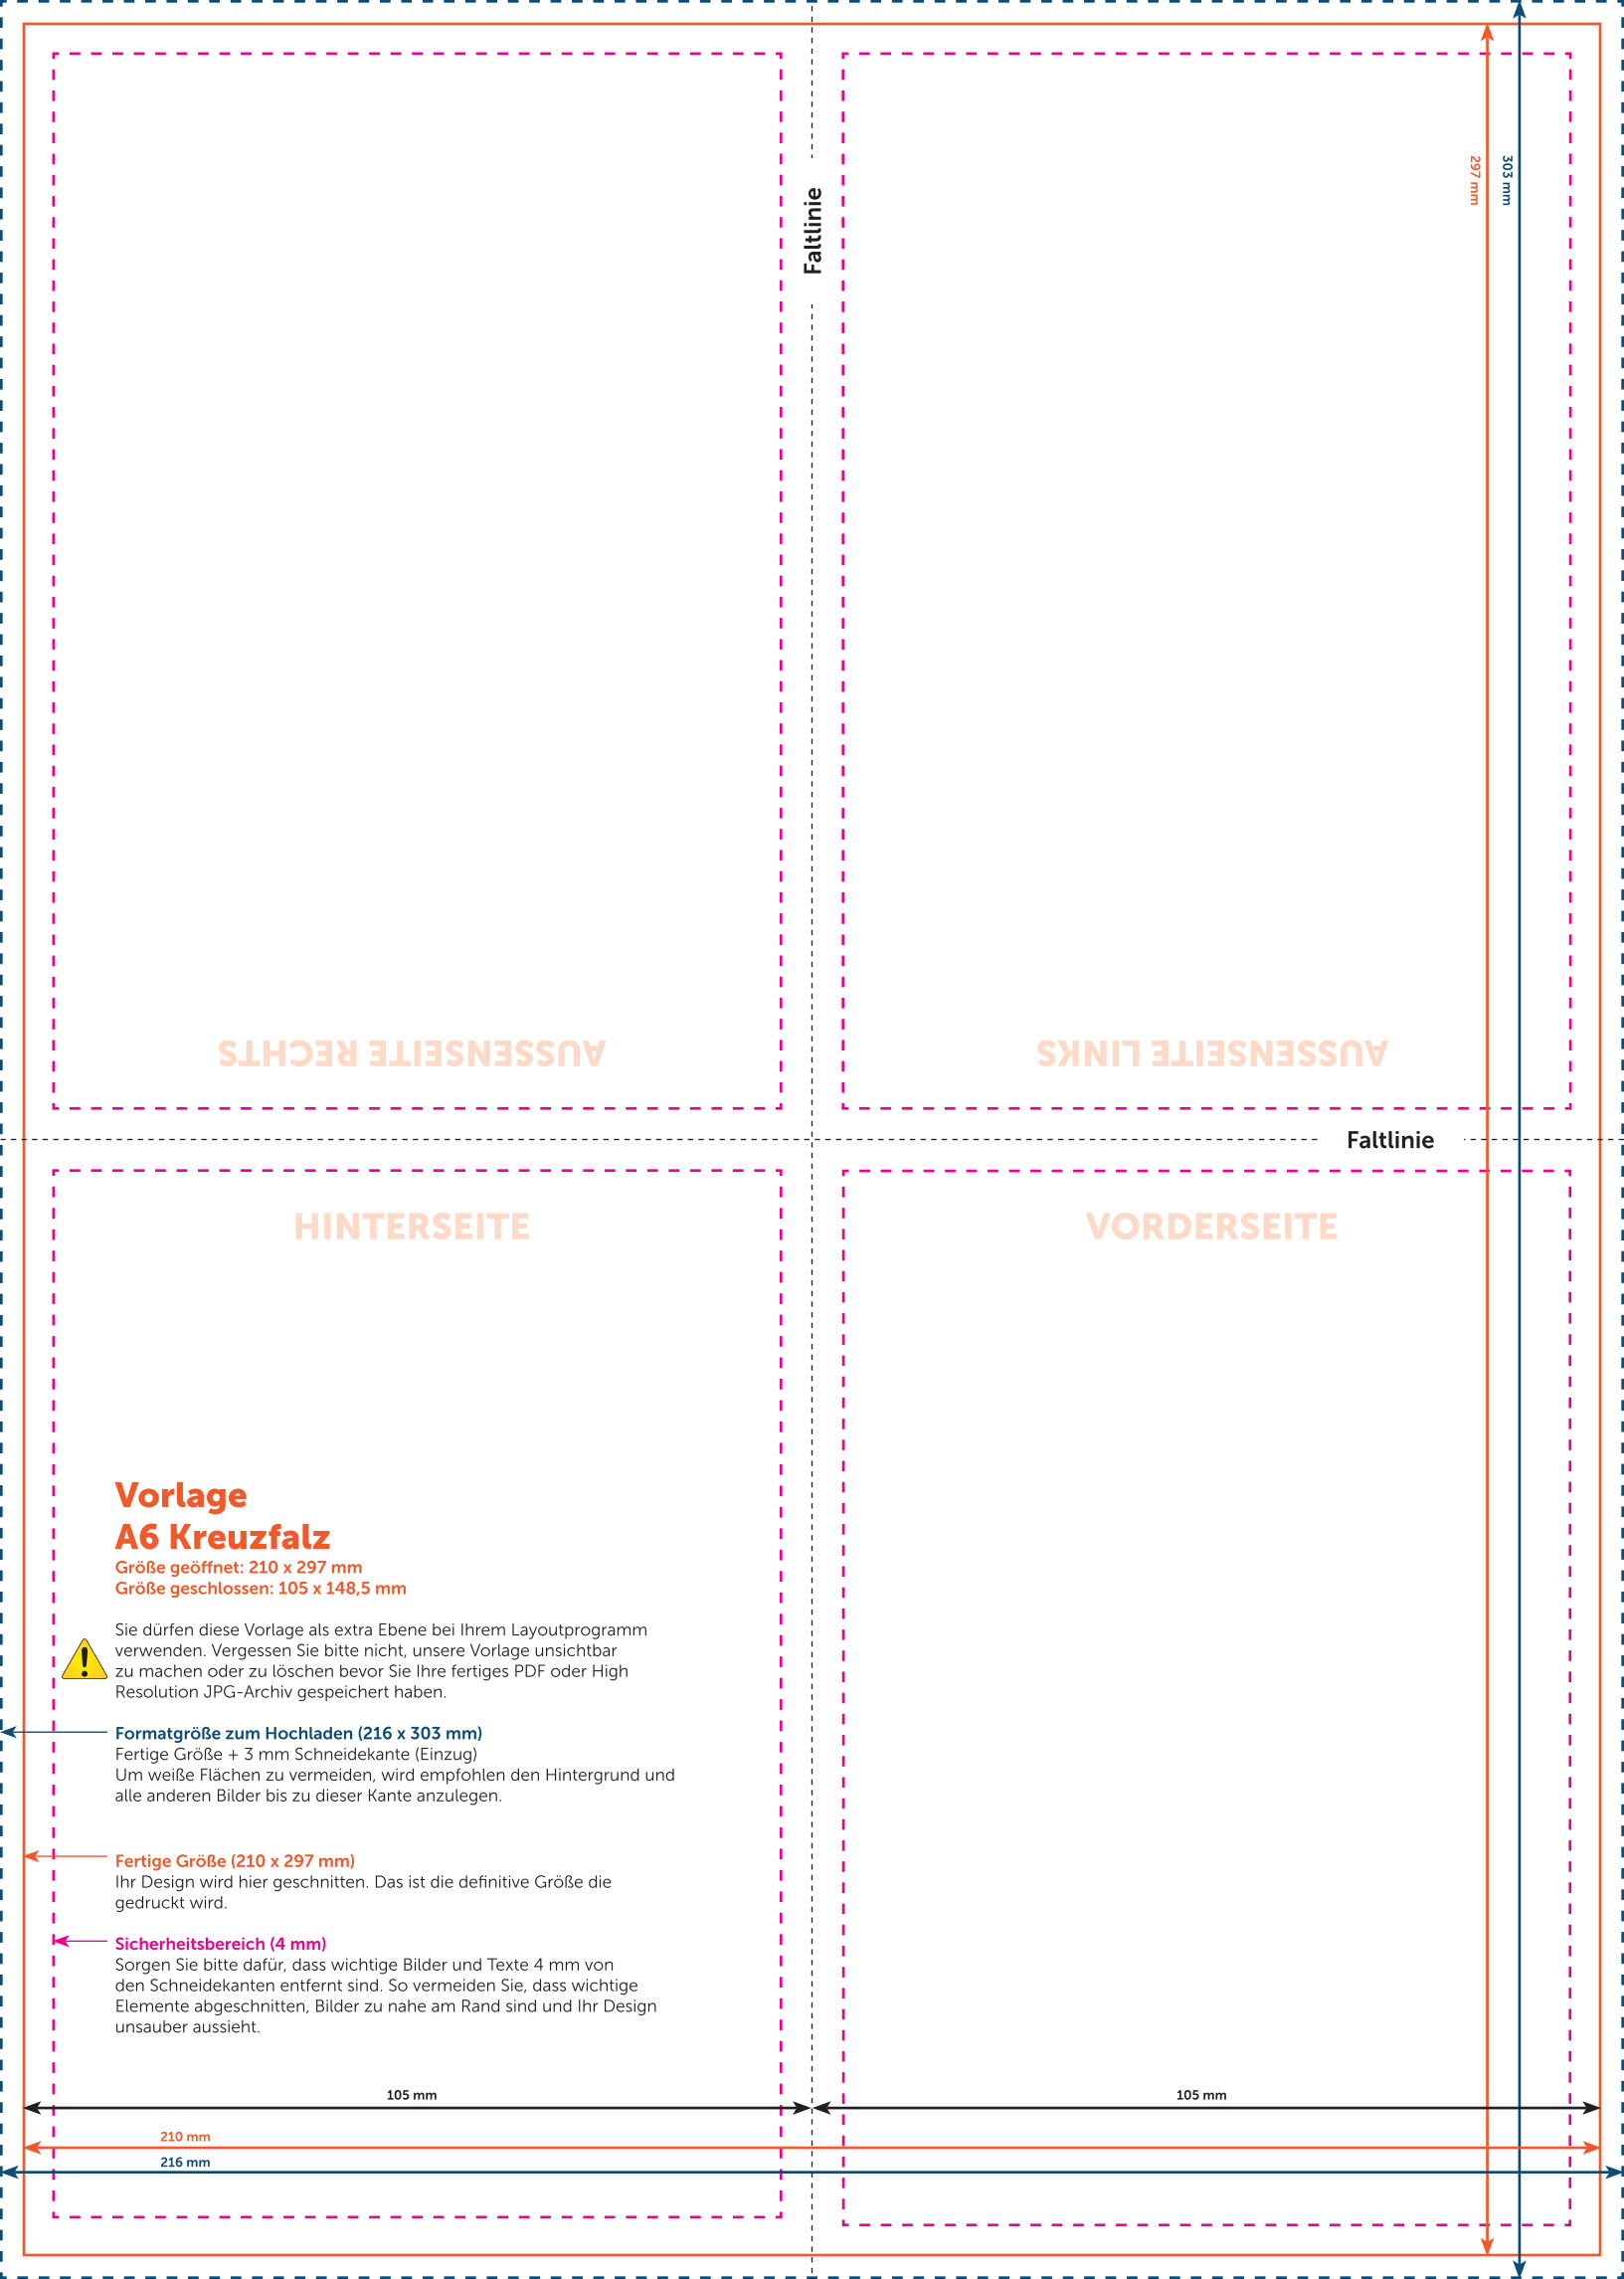 297 mm
303 mm
Faltlinie
AUSSENSEITE RECHTS
AUSSENSEITE LINKS
Faltlinie
HINTERSEITE
VORDERSEITE
Vorlage
A6 Kreuzfalz
Größe geöffnet: 210 x 297 mm
Größe geschlossen: 105 x 148,5 mm
Sie dürfen diese Vorlage als extra Ebene bei Ihrem Layoutprogramm
verwenden. Vergessen Sie bitte nicht, unsere Vorlage unsichtbar
zu machen oder zu löschen bevor Sie Ihre fertiges PDF oder High
Resolution JPG-Archiv gespeichert haben.
Formatgröße zum Hochladen (216 x 303 mm)
Fertige Größe + 3 mm Schneidekante (Einzug)
Um weiße Flächen zu vermeiden, wird empfohlen den Hintergrund und
alle anderen Bilder bis zu dieser Kante anzulegen.
Fertige Größe (210 x 297 mm)
Ihr Design wird hier geschnitten. Das ist die definitive Größe die
gedruckt wird.
Sicherheitsbereich (4 mm)
Sorgen Sie bitte dafür, dass wichtige Bilder und Texte 4 mm von
den Schneidekanten entfernt sind. So vermeiden Sie, dass wichtige
Elemente abgeschnitten, Bilder zu nahe am Rand sind und Ihr Design
unsauber aussieht.
105 mm
105 mm
210 mm
216 mm